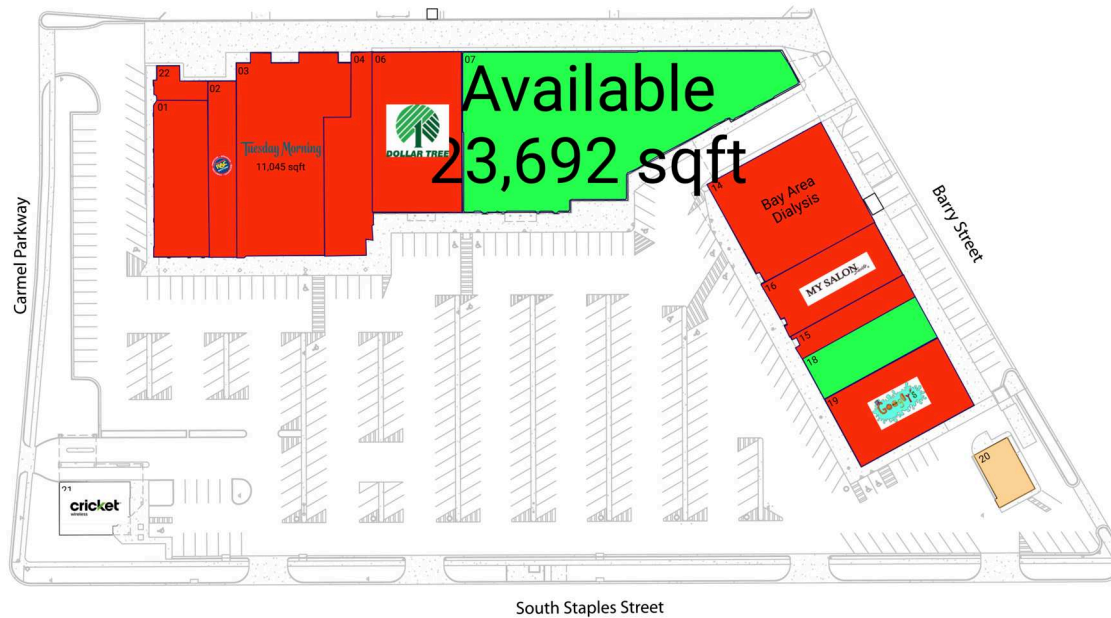 22
01
02
03
Tuesday Morning
11,045 sqft
04
06
DOLLAR TREE
07
Available
23,692 sqft
14
Bay Area
Dialysis
16
MY SALON
15
18
19
Googly's
20
21
cricket
wireless
Carmel Parkway
Barry Street
South Staples Street